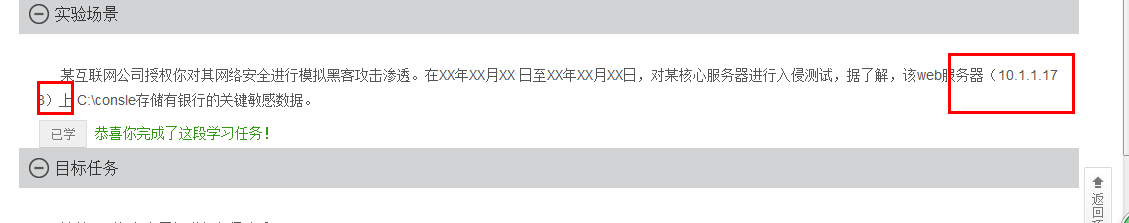 实验场景
某互联网公司授权你对其网络安全进行模拟黑客攻击渗透。在XX年XX月XX 日至XX年XX月XX日，对某核心服务器进行入侵测试，据了解，该web服务器（10.1.1.17
8）上 C:\consle存储有银行的关键敏感数据。
已学 恭喜你完成了这段学习任务！
目标任务
返
回